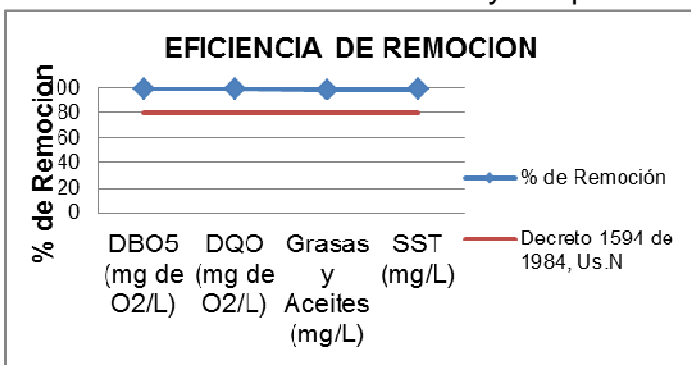 EFICIENCIA DE REMOCION
% de Remocion
100
80
60
40
20
0
DBO5 (mg de O2/L)
DQO (mg de O2/L)
Grasas y Aceites (mg/L)
SST (mg/L)
% de Remoción
Decreto 1594 de
1984, Us.N